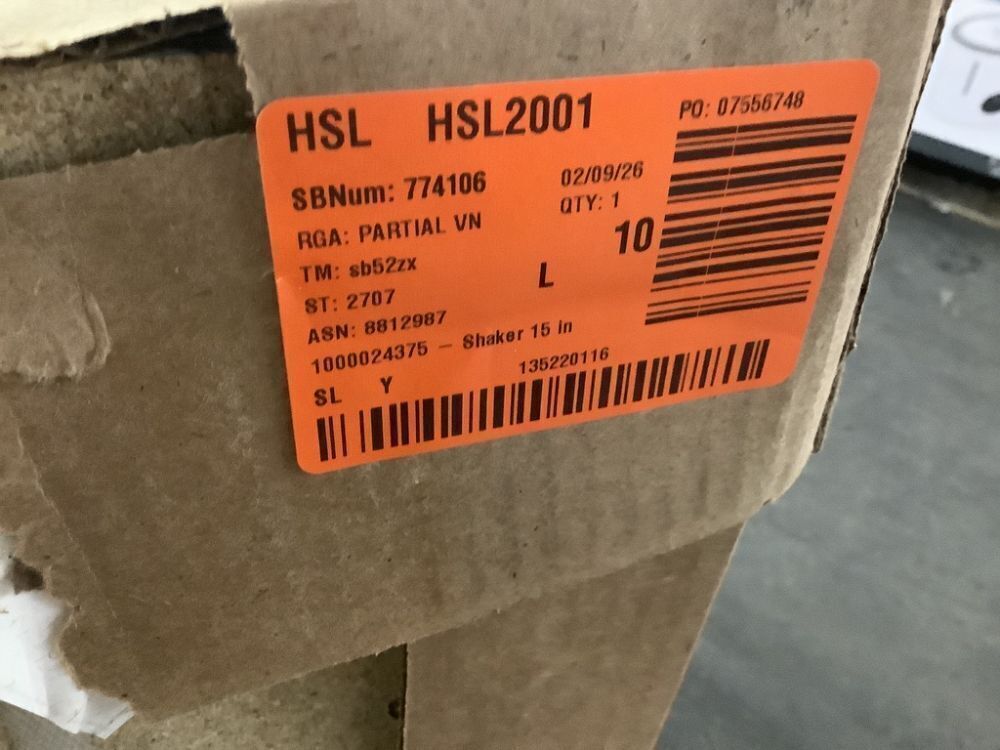 HSL HSL2001 PO: 07556748
SBNum: 774106 02/09/26
RGA: PARTIAL VN QTY: 1
TM: sb52zx L 10
ST: 2707
ASN: 8812987
1000024375 – Shaker 15 in
SL Y 135220116